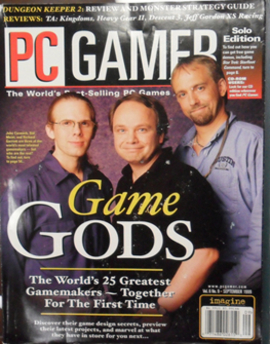 DUNGEON KEEPER 2: REVIEW AND MONSTER STRATEGY GUIDE
REVIEWS: TA: Kingdoms, Heavy Gear II, Descent 3, Jeff Gordon XS Racing
PC GAMER
Solo
Edition
The World's Best-Selling PC Games
Game
GODS
The World's 25 Greatest
Gamemakers — Together
For The First Time
Discover their game design secrets, preview
their latest projects, and marvel at what
they have in store for you next...
www.pcgamer.com
SEPTEMBER 1999
imagine